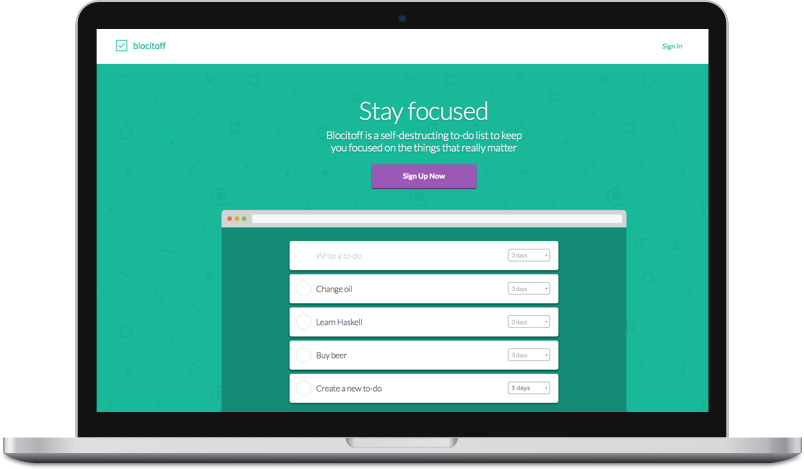 blocitoff
Sign In
Stay focused
Blocitoff is a self-destructing to-do list to keep
you focused on the things that really matter
Sign Up Now
Write a to-do
3 days
Change oil
3 days
Learn Haskell
3 days
Buy beer
3 days
Create a new to-do
3 days